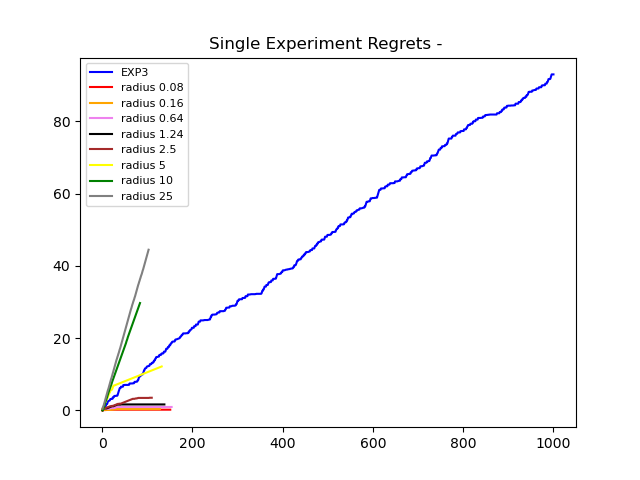 Single Experiment Regrets -
EXP3
radius 0.08
radius 0.16
radius 0.64
radius 1.24
radius 2.5
radius 5
radius 10
radius 25
80
60
40
20
0
0 200 400 600 800 1000